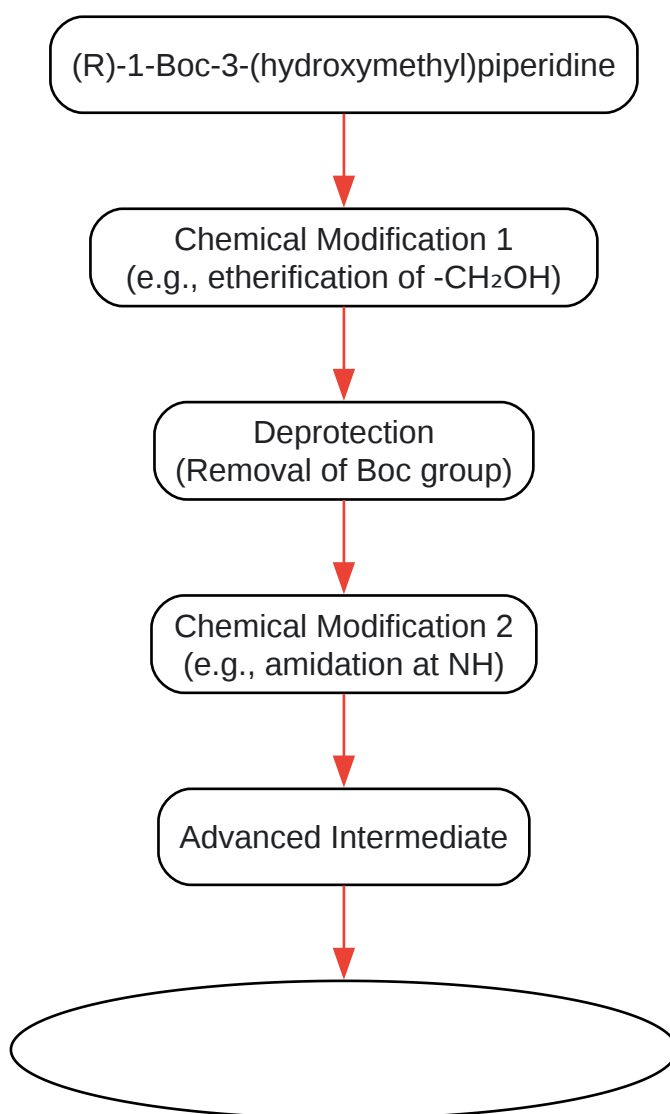 (R)-1-Boc-3-(hydroxymethyl)piperidine
Chemical Modification 1
(e.g., etherification of -CH₂OH)
Deprotection
(Removal of Boc group)
Chemical Modification 2
(e.g., amidation at NH)
Advanced Intermediate